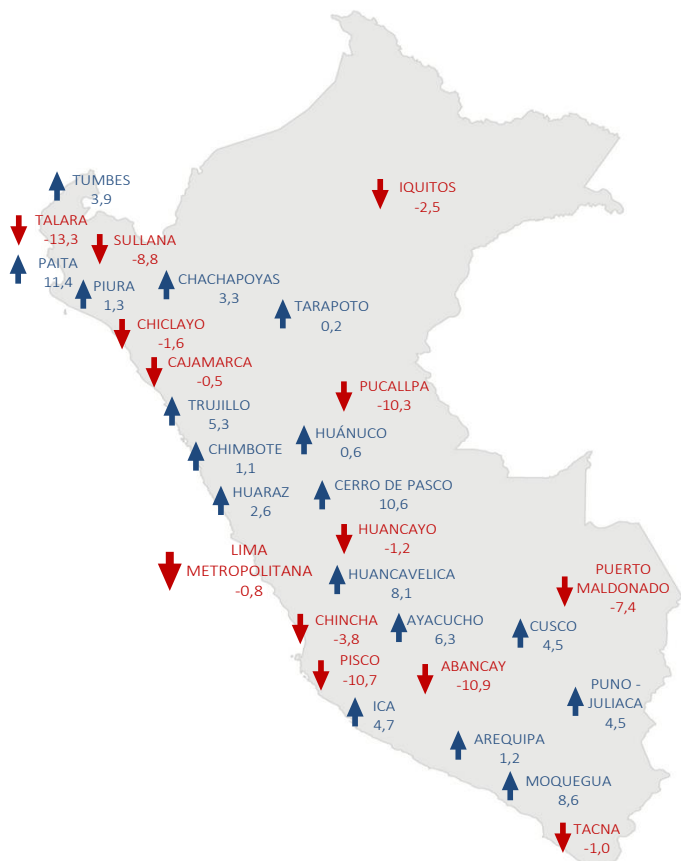 TUMBES
3,9
IQUITOS
-2,5
TALARA
-13,3
SULLANA
-8,8
PAITA
11,4
PIURA
1,3
CHACHAPOYAS
3,3
TARAPOTO
0,2
CHICLAYO
-1,6
CAJAMARCA
-0,5
PUCALLPA
-10,3
TRUJILLO
5,3
HUÁNUCO
0,6
CHIMBOTE
1,1
CERRO DE PASCO
10,6
HUARAZ
2,6
HUANCAYO
-1,2
LIMA
METROPOLITANA
-0,8
HUANCAVELICA
8,1
PUERTO
MALDONADO
-7,4
CHINCHA
-3,8
AYACUCHO
6,3
CUSCO
4,5
PISCO
-10,7
ABANCAY
-10,9
PUNO -
JULIACA
4,5
ICA
4,7
AREQUIPA
1,2
MOQUEGUA
8,6
TACNA
-1,0